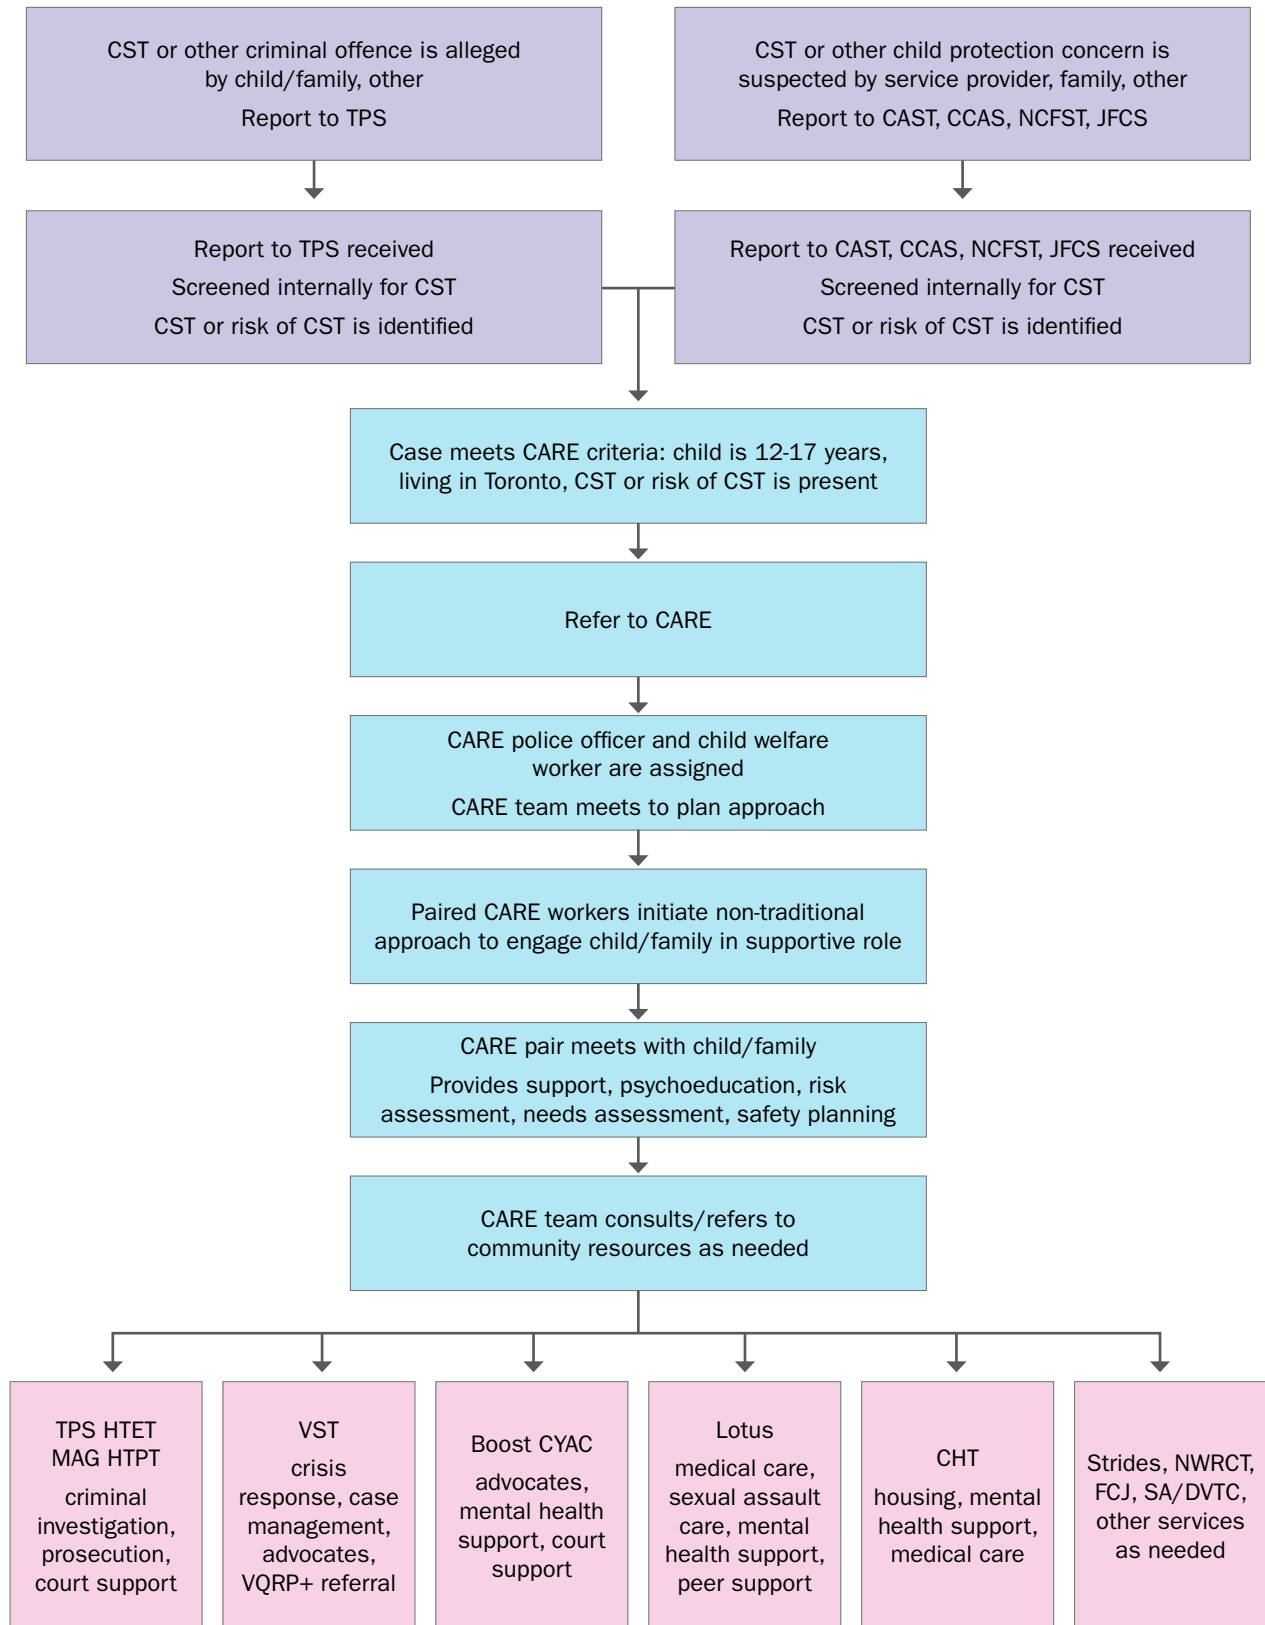 CST or other criminal offence is alleged
by child/family, other
Report to TPS
CST or other child protection concern is
suspected by service provider, family, other
Report to CAST, CCAS, NCFST, JFCS
Report to TPS received
Screened internally for CST
CST or risk of CST is identified
Report to CAST, CCAS, NCFST, JFCS received
Screened internally for CST
CST or risk of CST is identified
Case meets CARE criteria: child is 12-17 years,
living in Toronto, CST or risk of CST is present
Refer to CARE
CARE police officer and child welfare
worker are assigned
CARE team meets to plan approach
Paired CARE workers initiate non-traditional
approach to engage child/family in supportive role
CARE pair meets with child/family
Provides support, psychoeducation, risk
assessment, needs assessment, safety planning
CARE team consults/refers to
community resources as needed
TPS HTET
MAG HTPT
criminal
investigation,
prosecution,
court support
VST
crisis
response, case
management,
advocates,
VQRP+ referral
Boost CYAC
advocates,
mental health
support, court
support
Lotus
medical care,
sexual assault
care, mental
health support,
peer support
CHT
housing, mental
health support,
medical care
Strides, NWRCT,
FCJ, SA/DVTC,
other services
as needed